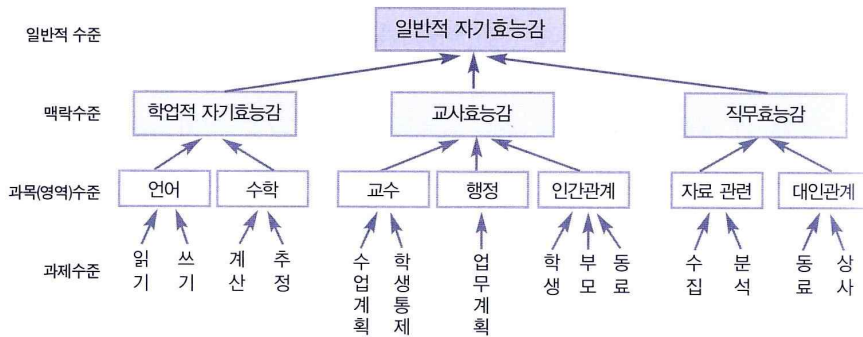 일반적 수준
일반적 자기효능감
맥락수준
학업적 자기효능감
교사효능감
직무효능감
과목(영역)수준
언어
수학
교수
행정
인간관계
자료 관련
대인관계
과제수준
읽기
쓰기
계산
추정
수업계획
학생통제
업무계획
학생
부모
동료
수집
분석
동료
상사